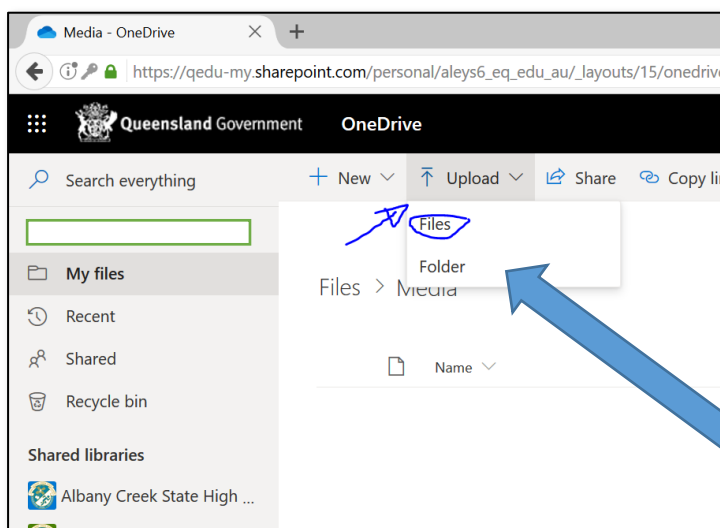 Media - OneDrive
https://qedu-my.sharepoint.com/personal/aleys6_eq_edu_au/_layouts/15/onedrive
Queensland Government OneDrive
Search everything
New Upload Share Copy li
Files
My files
Folder
Files > Media
Recent
Shared
Name
Recycle bin
Shared libraries
Albany Creek State High ...